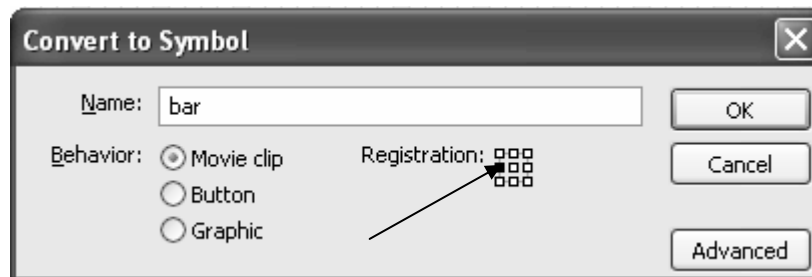 Convert to Symbol
Name: bar
OK
Behavior: Movie clip Registration:
Cancel
Button
Graphic
Advanced